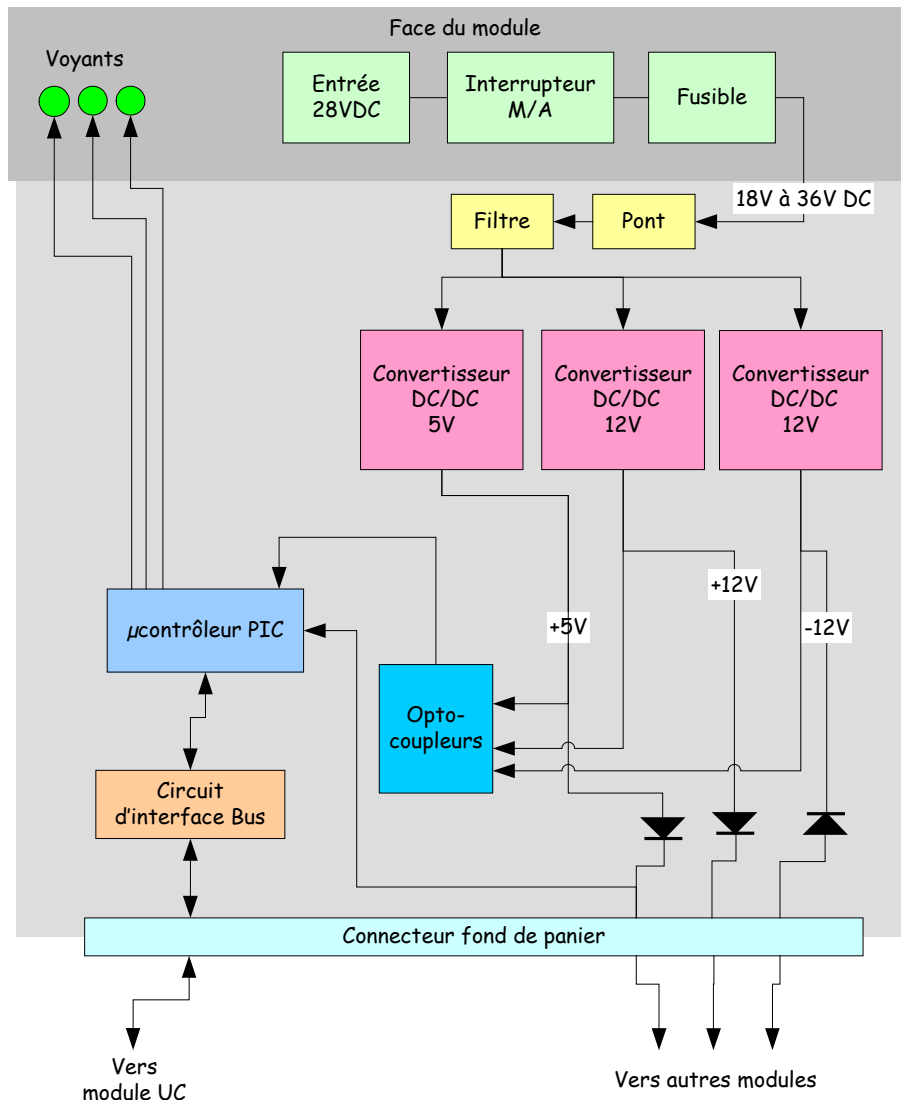 Face du module
Voyants
Entrée
28VDC
Interrupteur
M/A
Fusible
18V à 36V DC
Filtre
Pont
Convertisseur
DC/DC
5V
Convertisseur
DC/DC
12V
Convertisseur
DC/DC
12V
+12V
+5V
-12V
µcontrôleur PIC
Opto-
coupleurs
Circuit
d'interface Bus
Connecteur fond de panier
Vers
module UC
Vers autres modules